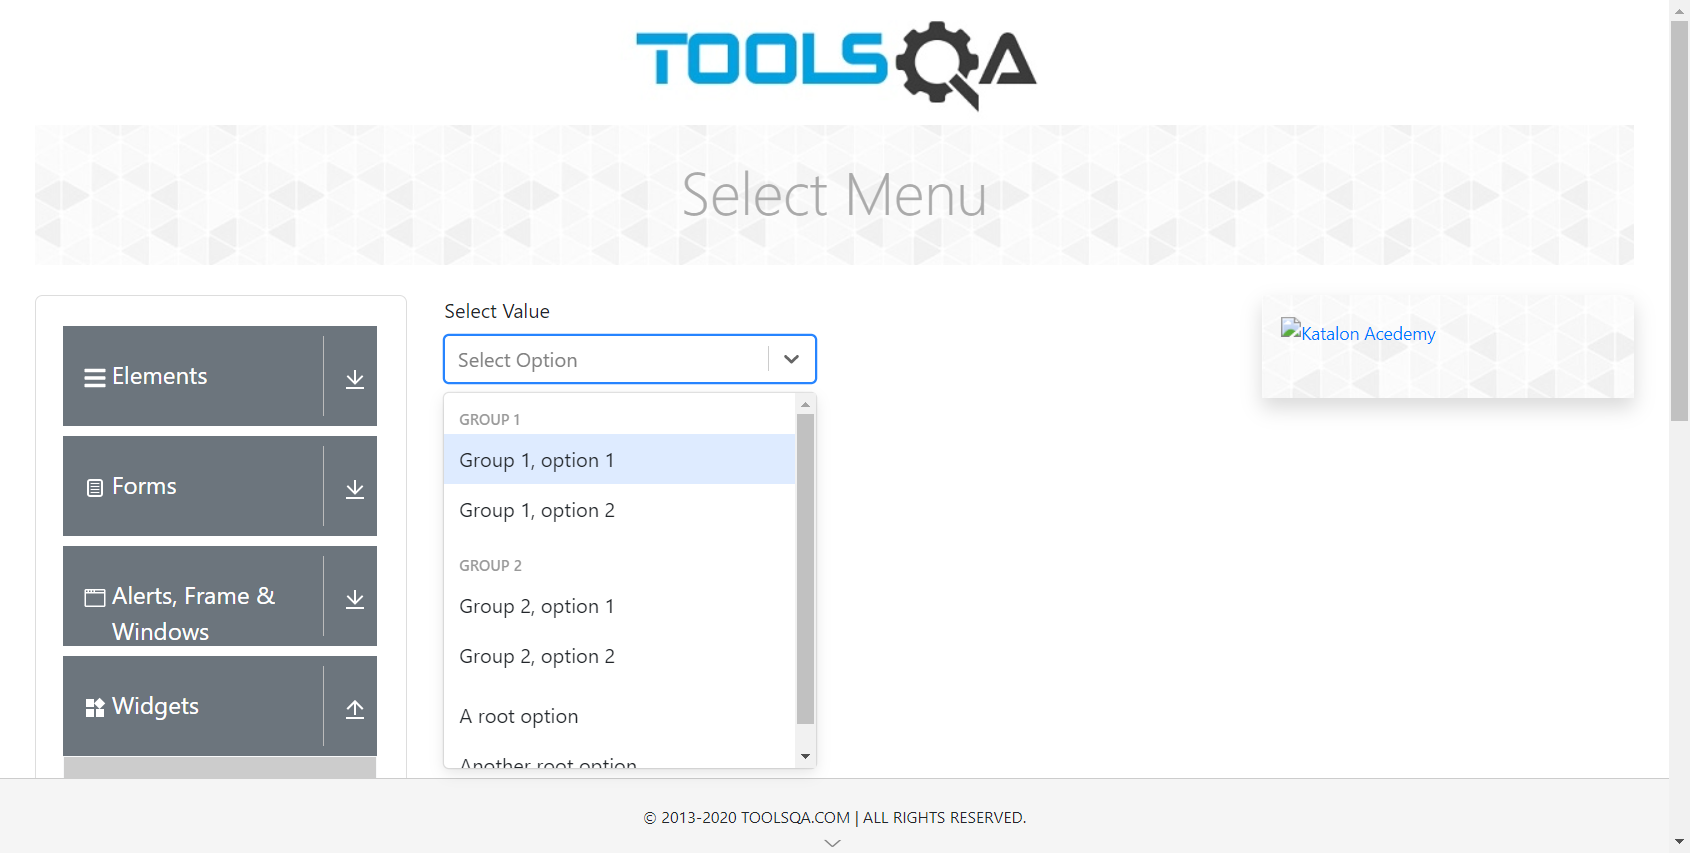 TOOLSQA
Select Menu
Elements
Forms
Alerts, Frame &
Windows
Widgets
Select Value
Select Option
GROUP 1
Group 1, option 1
Group 1, option 2
GROUP 2
Group 2, option 1
Group 2, option 2
A root option
Another root option
Katalon Acedemy
© 2013-2020 TOOLSQA.COM | ALL RIGHTS RESERVED.